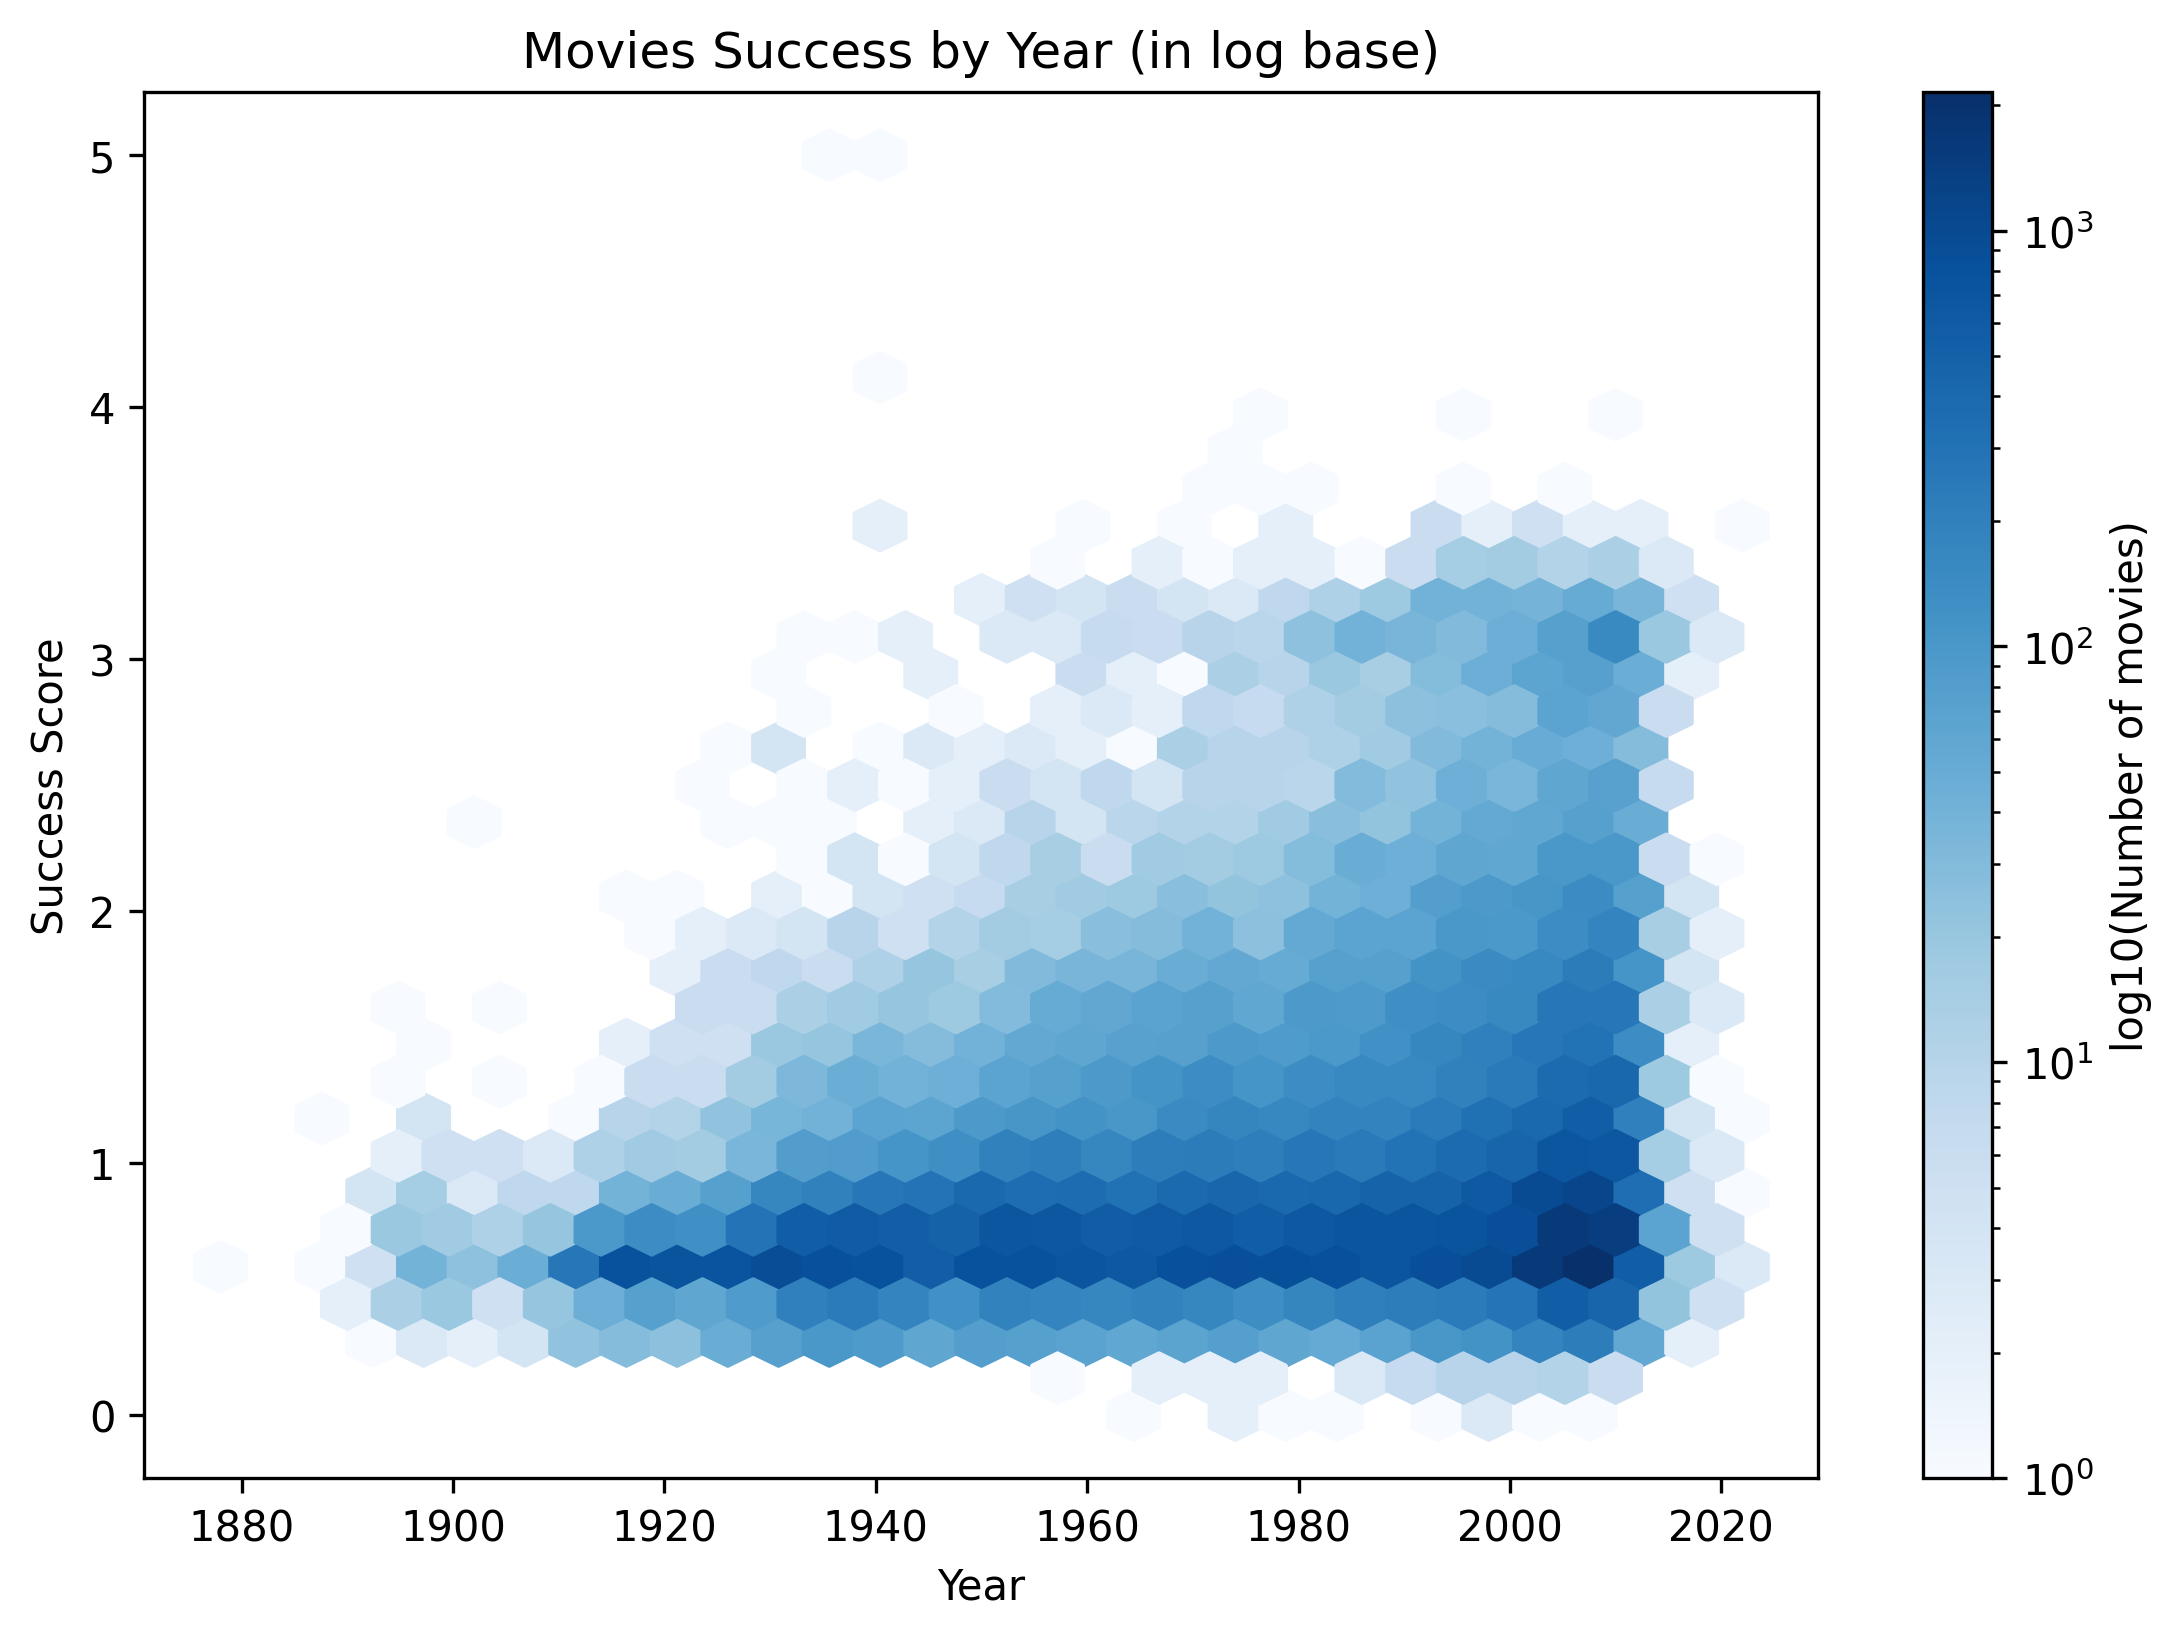 Movies Success by Year (in log base)
5
4
3
2
1
0
Success Score
1880 1900 1920 1940 1960 1980 2000 2020
Year
10³
10²
10¹
10⁰
log10(Number of movies)